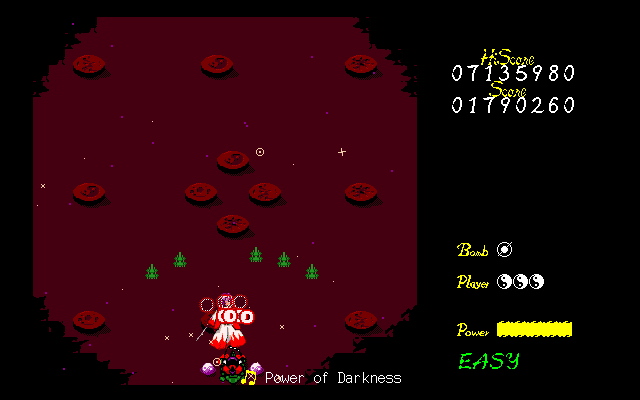 HiScore
07135980
Score
01790260
Bomb
Player
Power
EASY
Power of Darkness